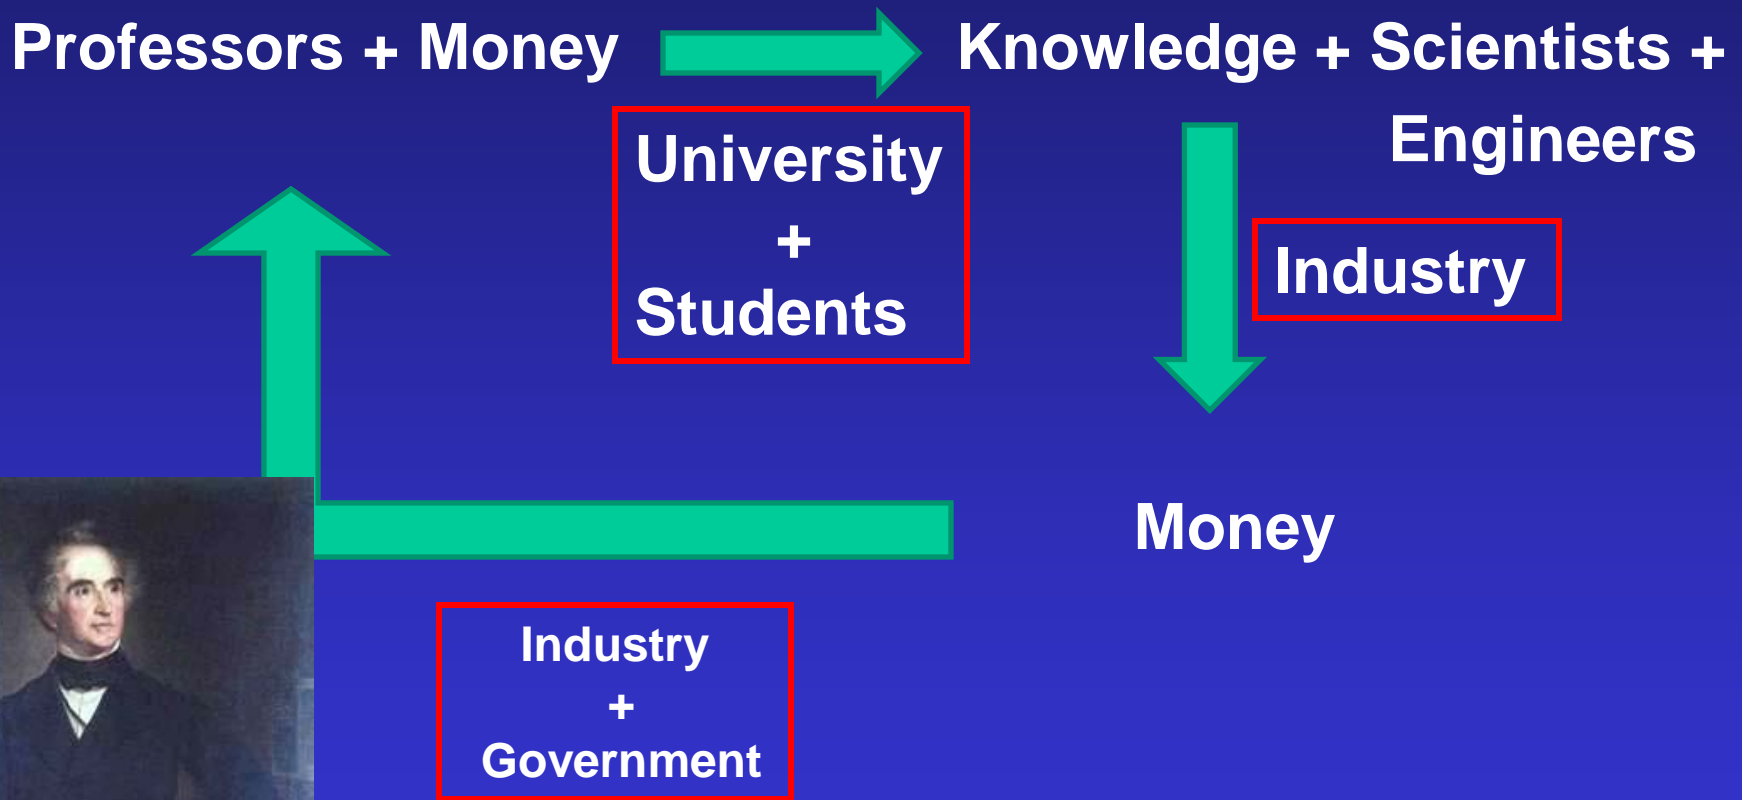 Professors + Money
Knowledge + Scientists +
Engineers
University
+
Students
Industry
Money
Industry
+
Government